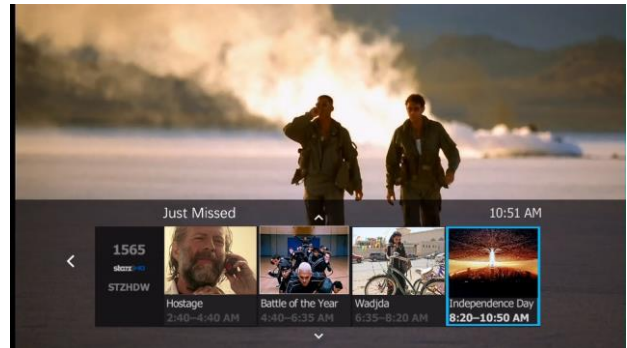 Just Missed
10:51 AM
1565
starz
STZHDW
Hostage
2:40–4:40 AM
Battle of the Year
4:40–6:35 AM
Wadjda
6:35–8:20 AM
Independence Day
8:20–10:50 AM